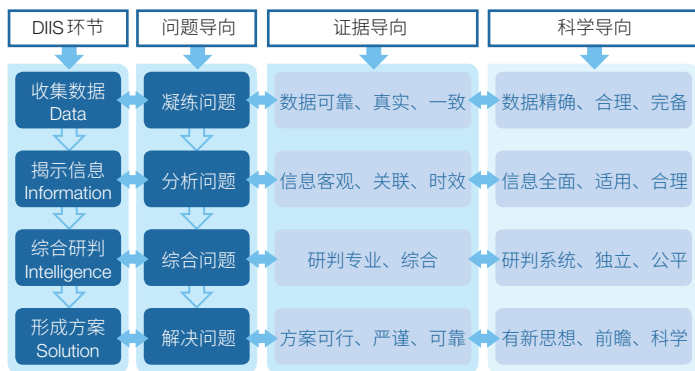 DIIS 环节
问题导向
证据导向
科学导向
收集数据
Data
凝练问题
数据可靠、真实、一致
数据精确、合理、完备
揭示信息
Information
分析问题
信息客观、关联、时效
信息全面、适用、合理
综合研判
Intelligence
综合问题
研判专业、综合
研判系统、独立、公平
形成方案
Solution
解决问题
方案可行、严谨、可靠
有新思想、前瞻、科学